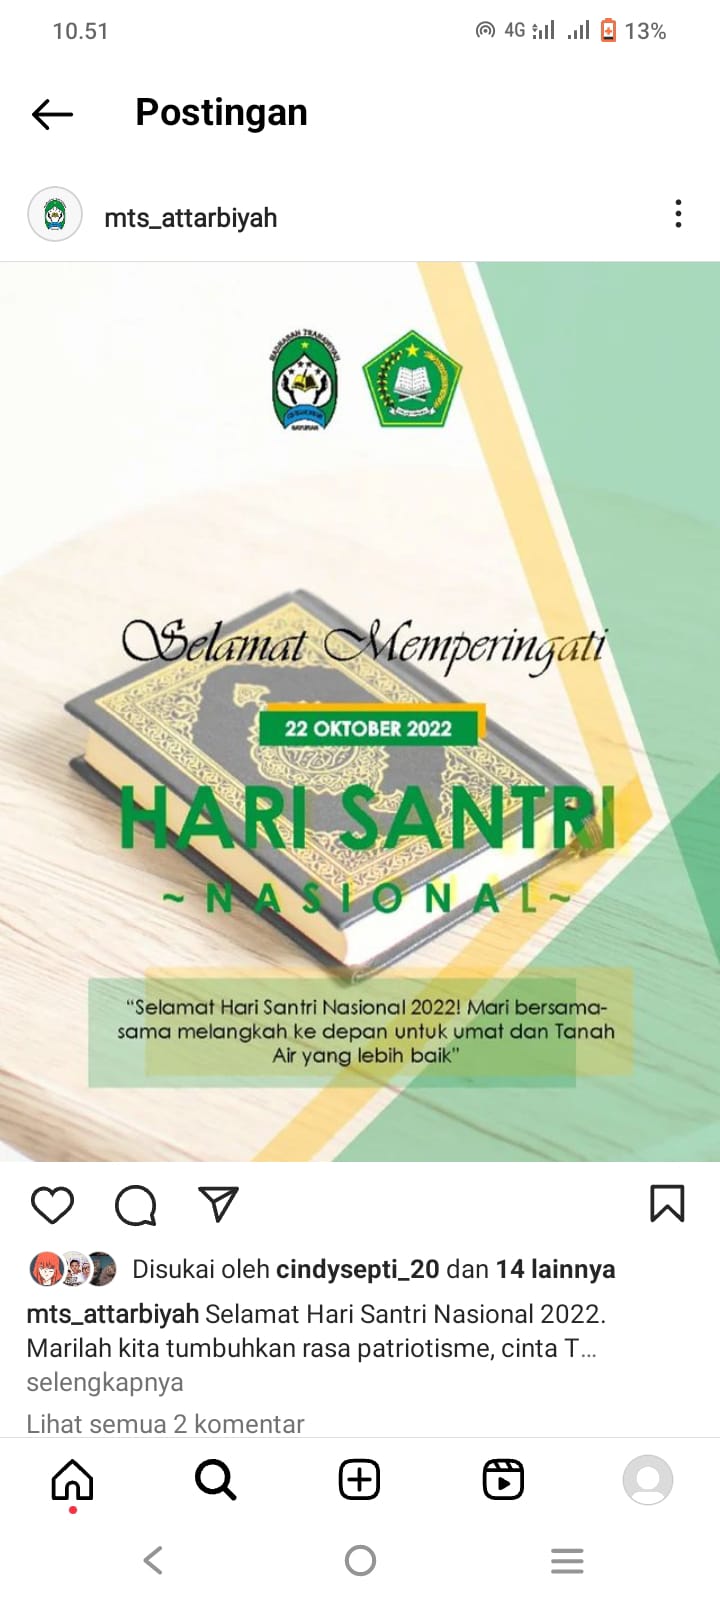 10.51
4G
13%
Postingan
mts_attarbiyah
MADRASAH TSANAWIYAH
Selamat Memperingati
22 OKTOBER 2022
HARI SANTRI
~NASIONAL~
“Selamat Hari Santri Nasional 2022! Mari bersama-
sama melangkah ke depan untuk umat dan Tanah
Air yang lebih baik"
Disukai oleh cindysepti_20 dan 14 lainnya
mts_attarbiyah Selamat Hari Santri Nasional 2022.
Marilah kita tumbuhkan rasa patriotisme, cinta T...
selengkapnya
Lihat semua 2 komentar